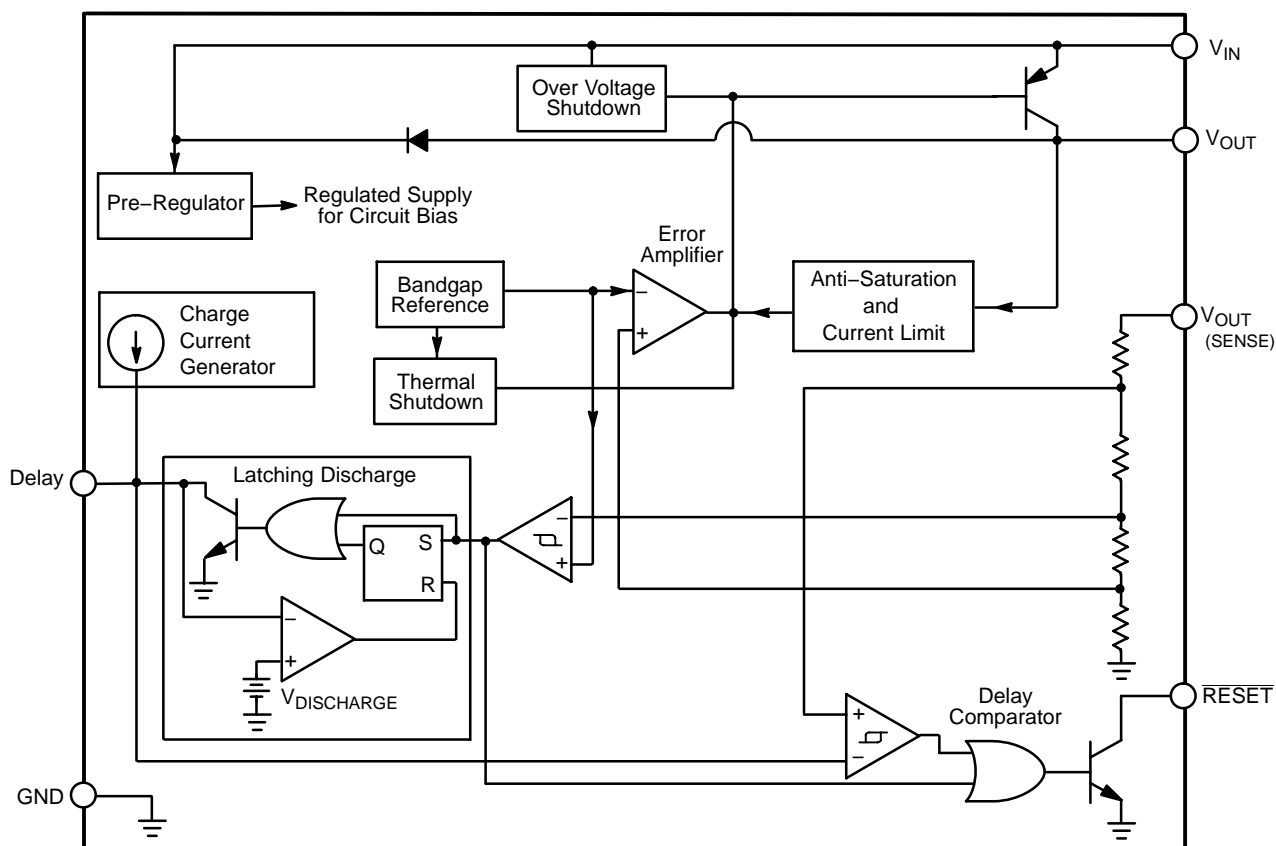 V_IN
Over Voltage
Shutdown
V_OUT
Pre−Regulator
Regulated Supply
for Circuit Bias
Error
Amplifier
Bandgap
Reference
−
+
Anti−Saturation
and
Current Limit
Charge
Current
Generator
V_OUT
(SENSE)
Thermal
Shutdown
Delay
Latching Discharge
Q
S
R
−
+
−
+
V_DISCHARGE
Delay
Comparator
RESET
+
−
GND